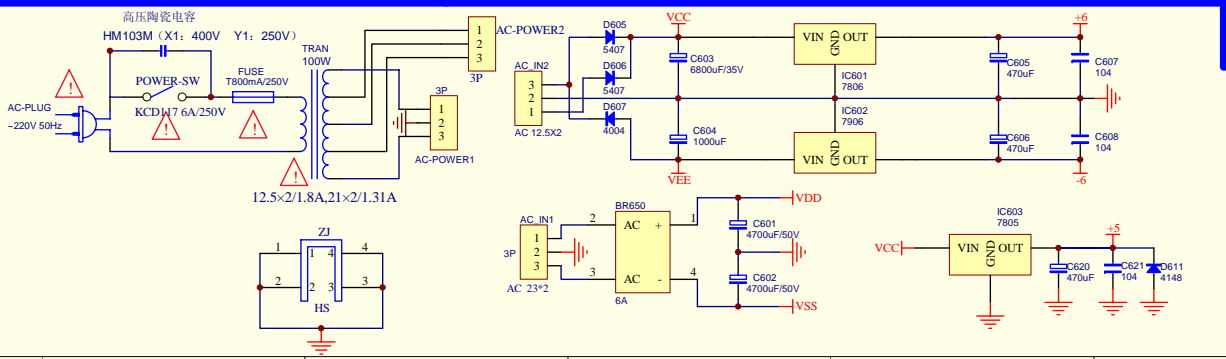 高压陶瓷电容
HM103M（X1：400V Y1：250V）
POWER-SW
KCD1\17 6A/250V
AC-PLUG
~220V 50Hz
FUSE
T800mA/250V
TRAN
100W
12.5×2/1.8A,21×2/1.31A
1
2
3
AC-POWER2
3P
3P
1
2
3
AC-POWER1
AC_IN2
3
2
1
AC 12.5X2
D605
5407
D606
5407
D607
4004
VCC
C603
6800uF/35V
C604
1000uF
VEE
VIN
GND
OUT
IC601
7806
IC602
7906
VIN
GND
OUT
C605
470uF
C606
470uF
+6
C607
104
C608
104
-6
ZJ
1
2
1
2
4
3
4
3
HS
AC_IN1
3P
1
2
3
AC 23*2
BR650
2
AC
+
1
3
AC
-
4
6A
VDD
C601
4700uF/50V
C602
4700uF/50V
VSS
IC603
7805
VCC
VIN
GND
OUT
+5
C620
470uF
C621
104
D611
4148